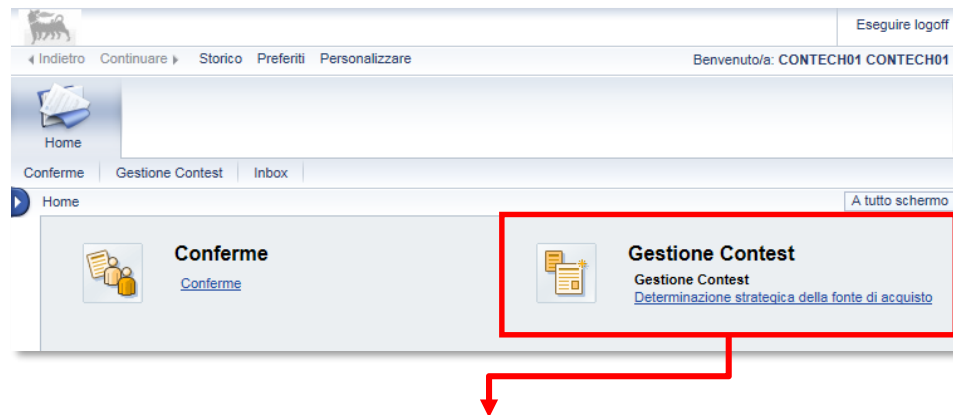 Eseguire logoff
Indietro Continuare Storico Preferiti Personalizzare Benvenuto/a: CONTECH01 CONTECH01
Home
Conferme Gestione Contest Inbox
Home A tutto schermo
Conferme
Conferme
Gestione Contest
Gestione Contest
Determinazione strategica della fonte di acquisto